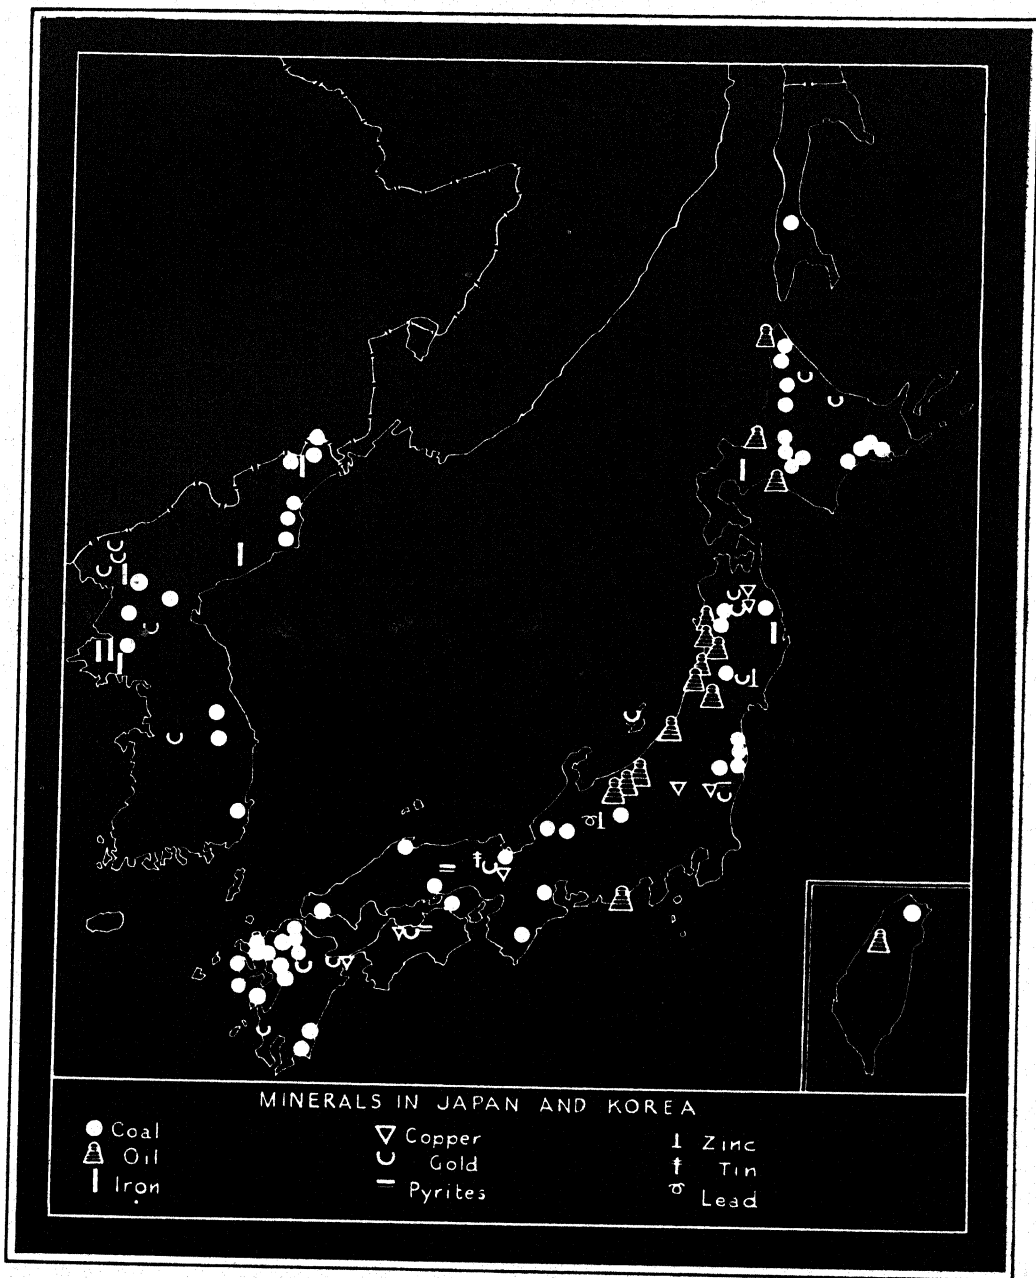 MINERALS IN JAPAN AND KOREA
Coal
Oil
Iron
Copper
Gold
Pyrites
Zinc
Tin
Lead